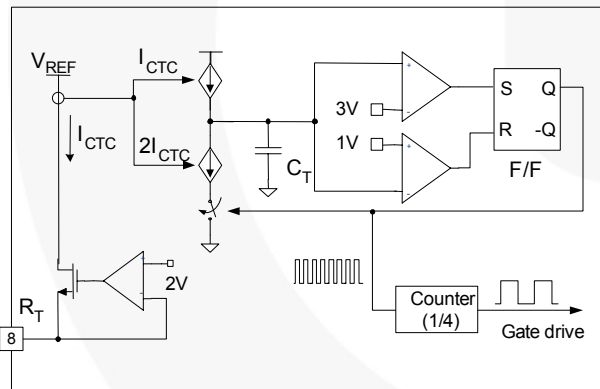 I_CTC
V_REF
3V
S Q
I_CTC
2I_CTC
1V
R -Q
C_T
F/F
2V
R_T
Counter
(1/4)
8
Gate drive
+
-
+
-
+
-